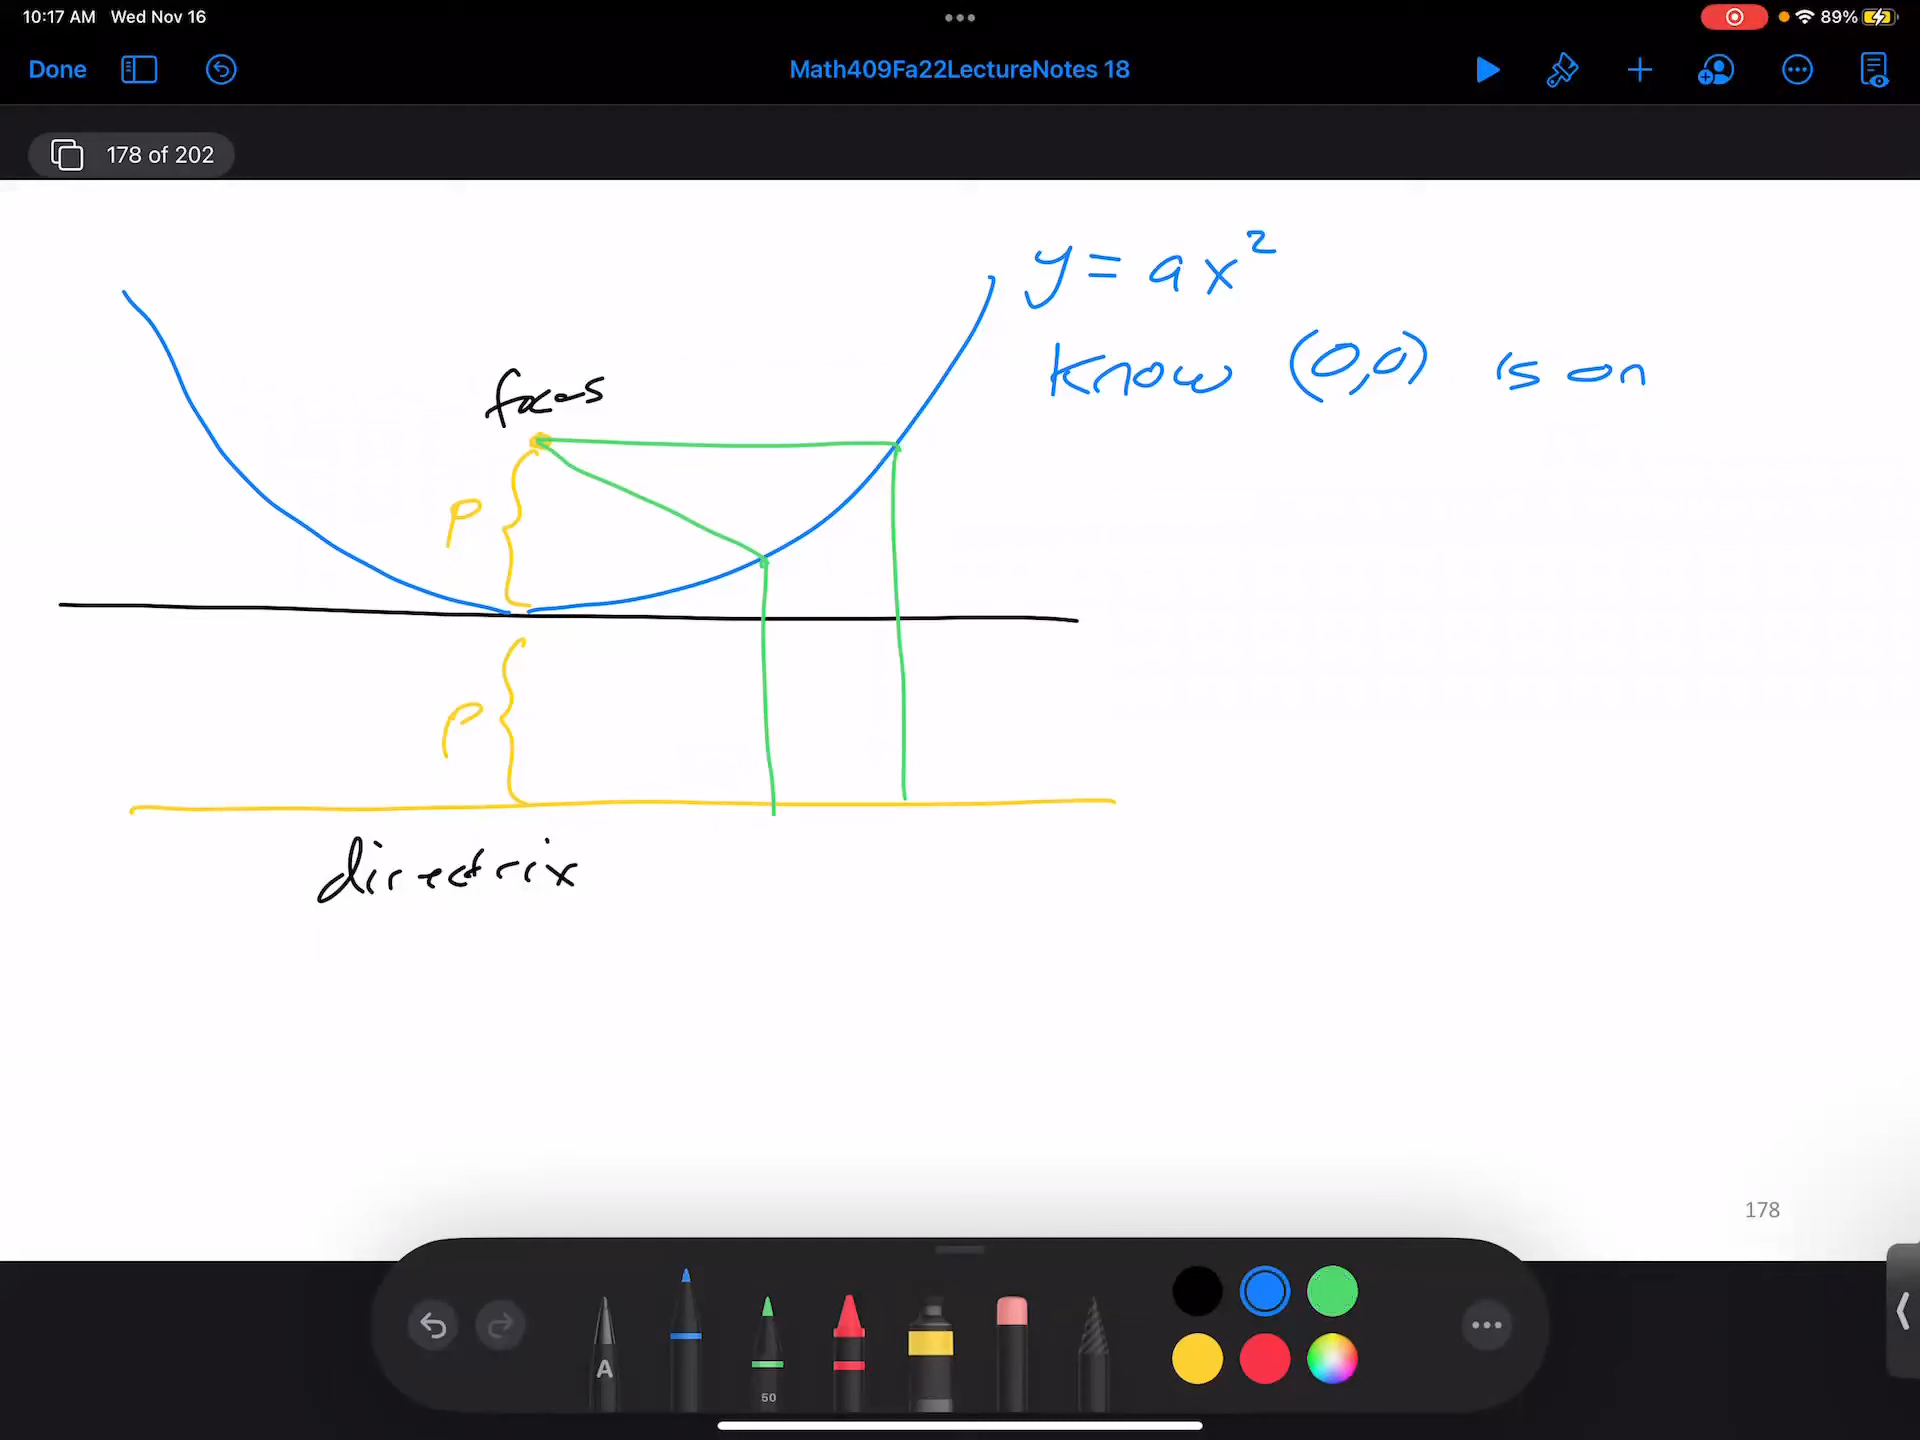 10:17 AM Wed Nov 16
89%
Done
Math409Fa22LectureNotes 18
178 of 202
y = ax²
know (0,0) is on
focus
P
P
directrix
178
A
50